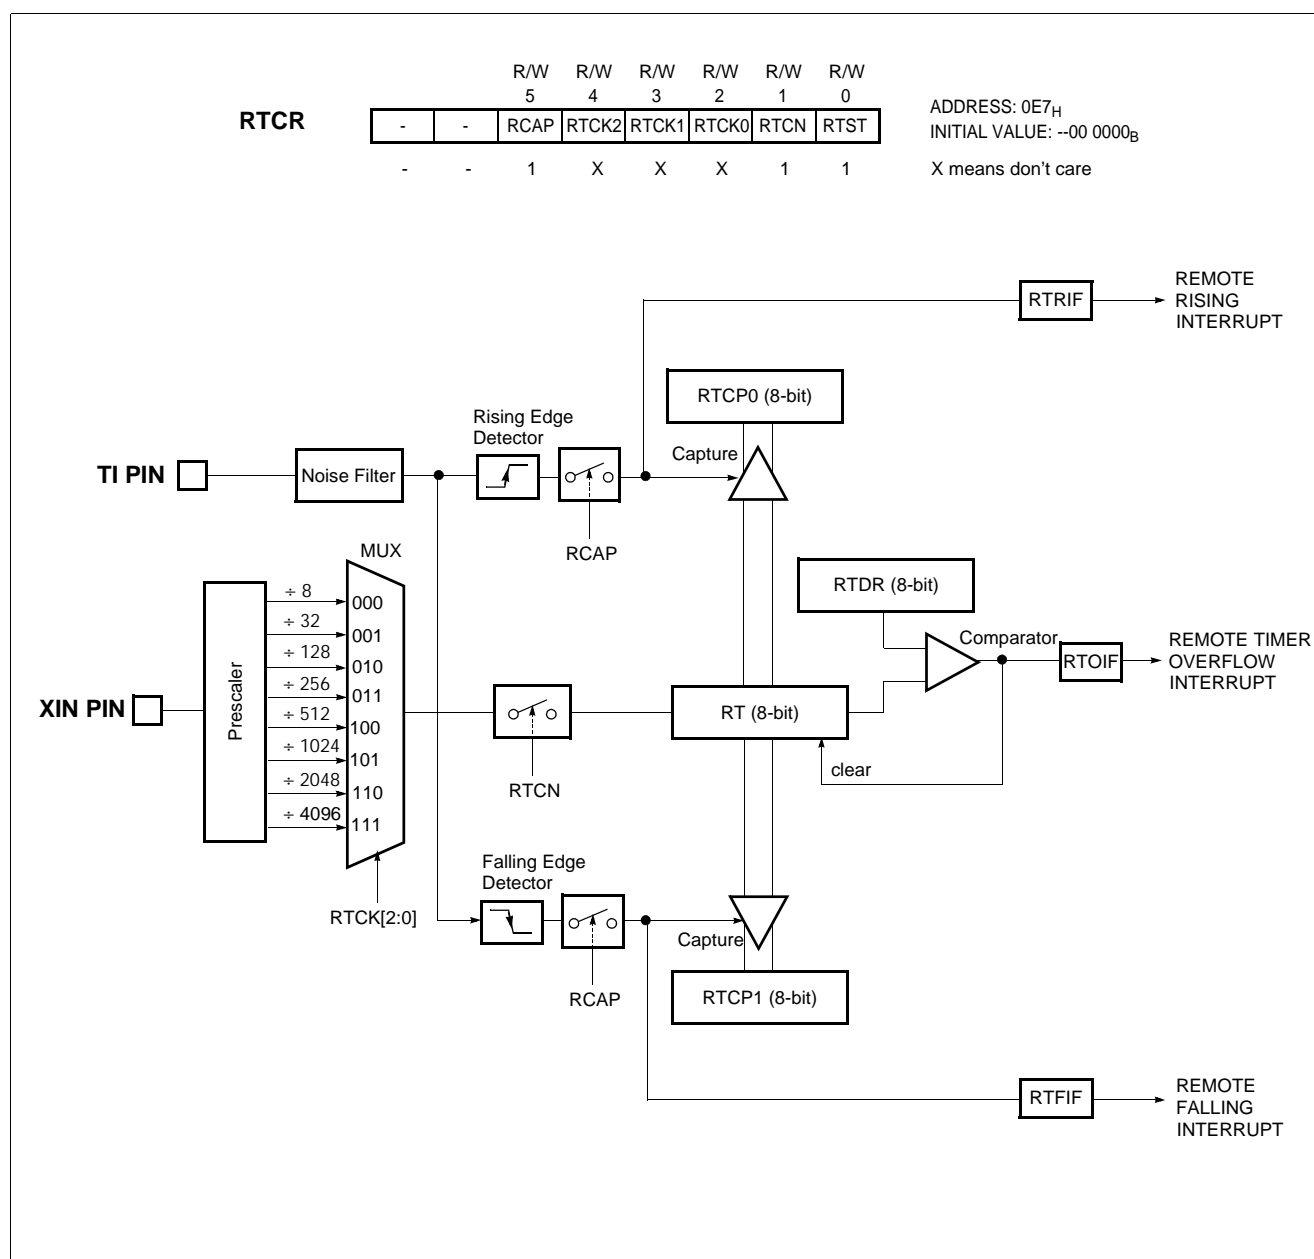 R/W R/W R/W R/W R/W R/W
5 4 3 2 1 0
RTCR
- - RCAP RTCK2 RTCK1 RTCK0 RTCN RTST
ADDRESS: 0E7H
INITIAL VALUE: --00 0000B
- - 1 X X X 1 1
X means don't care
RTRIF
REMOTE
RISING
INTERRUPT
RTCP0 (8-bit)
Rising Edge
Detector
Capture
TI PIN
Noise Filter
RCAP
MUX
RTDR (8-bit)
÷ 8
000
÷ 32
001
÷ 128
010
÷ 256
011
÷ 512
100
÷ 1024
101
÷ 2048
110
÷ 4096
111
Prescaler
XIN PIN
RTCK[2:0]
RTCN
RT (8-bit)
Comparator
RTOIF
REMOTE TIMER
OVERFLOW
INTERRUPT
clear
Falling Edge
Detector
Capture
RCAP
RTCP1 (8-bit)
RTFIF
REMOTE
FALLING
INTERRUPT